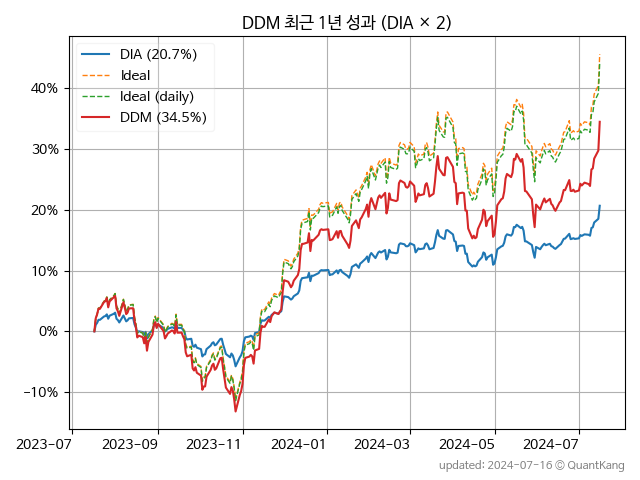 DDM 최근 1년 성과 (DIA × 2)
DIA (20.7%)
Ideal
Ideal (daily)
DDM (34.5%)
40%
30%
20%
10%
0%
−10%
2023-07 2023-09 2023-11 2024-01 2024-03 2024-05 2024-07
updated: 2024-07-16 © QuantKang